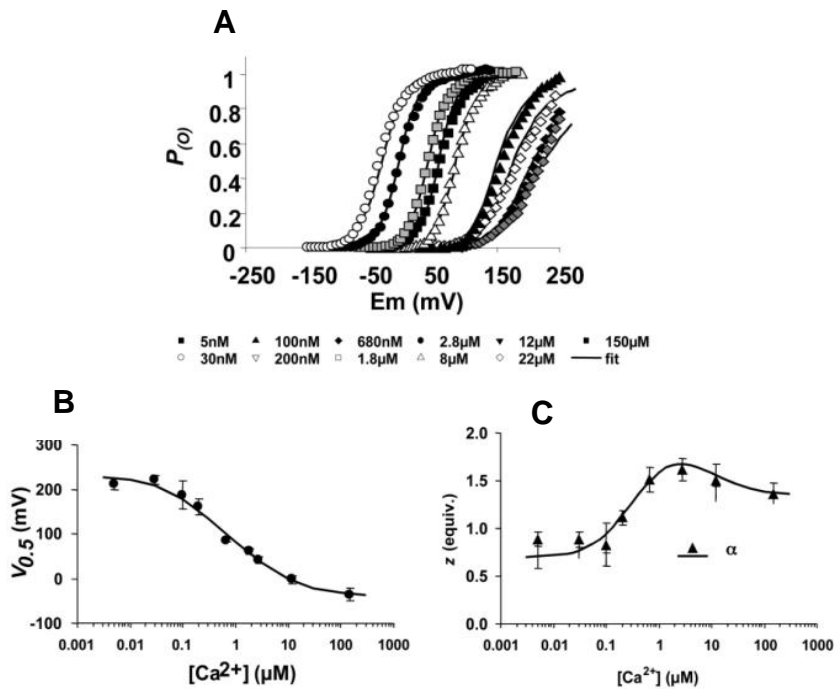 A
P(O)
1
0.8
0.6
0.4
0.2
0
-250 -150 -50 50 150 250
Em (mV)
■ 5nM ▲ 100nM ◆ 680nM ● 2.8µM ▼ 12µM ■ 150µM
○ 30nM ▽ 200nM □ 1.8µM △ 8µM ◇ 22µM — fit
B
V0.5 (mV)
300
200
100
0
-100
0.001 0.01 0.1 1 10 100 1000
[Ca2+] (µM)
C
z (equiv.)
2.0
1.5
1.0
0.5
0.0
α
0.001 0.01 0.1 1 10 100 1000
[Ca2+] (µM)